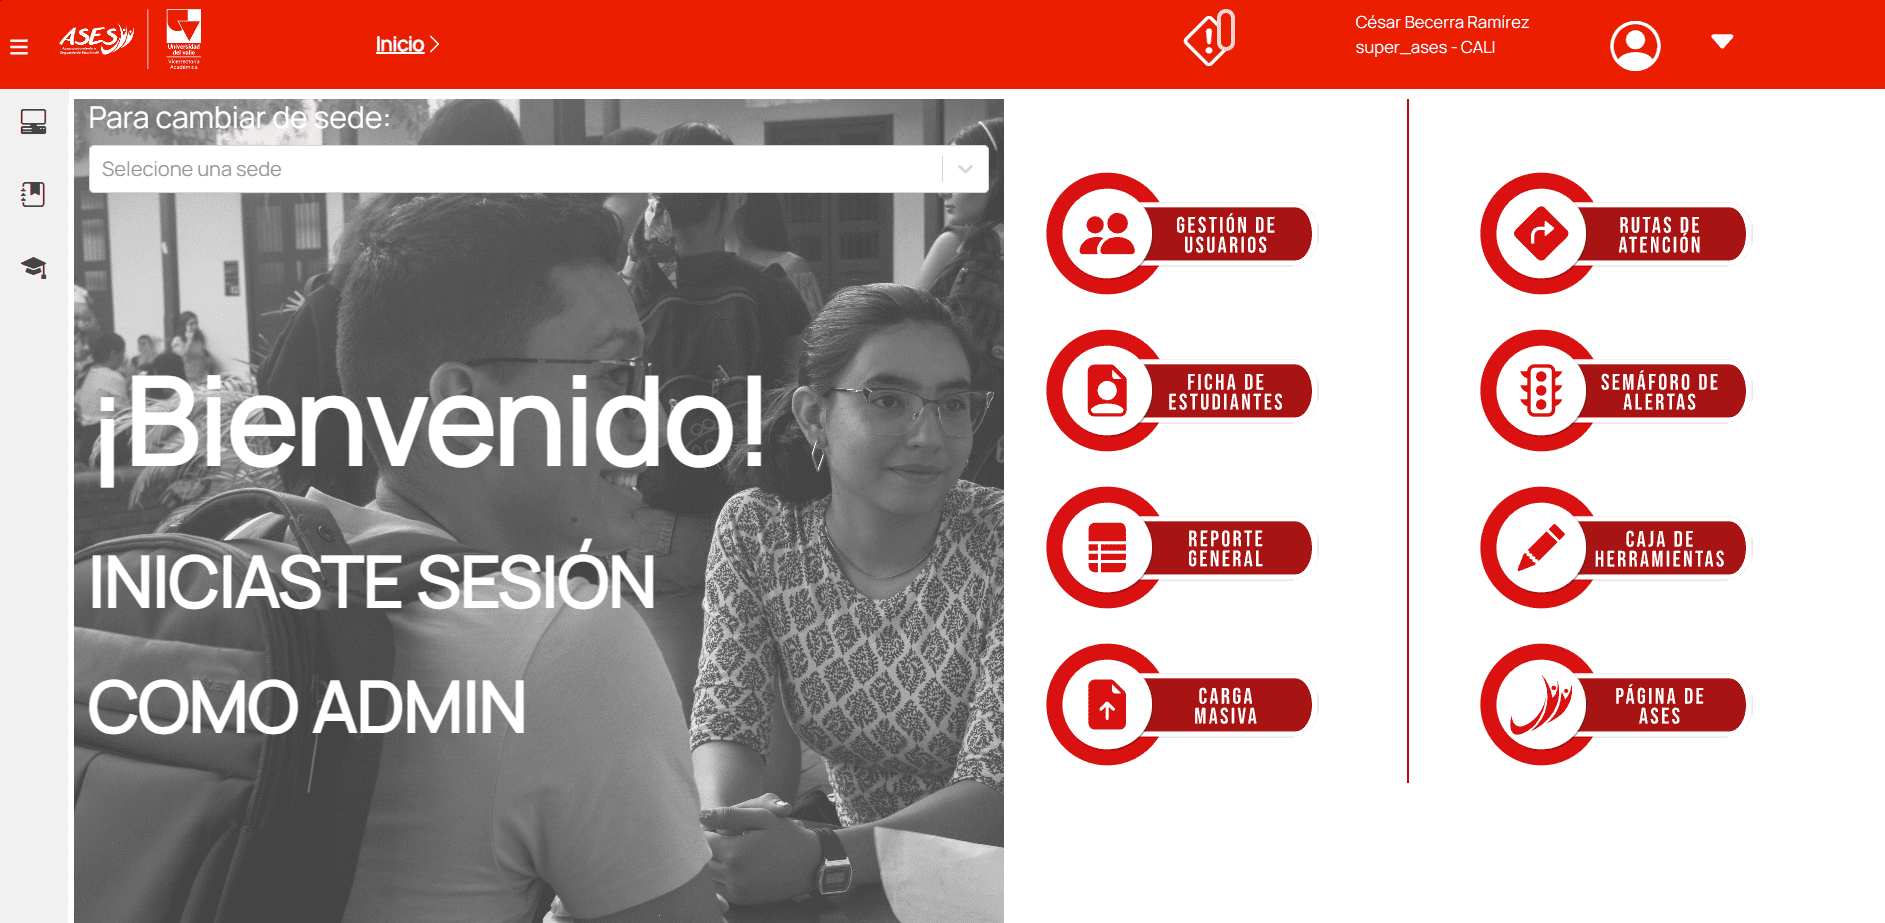 ASES
Universidad
del Valle
Vicerrectoría
Académica
Inicio
César Becerra Ramírez
super_ases - CALI
Para cambiar de sede:
Selecione una sede
¡Bienvenido!
INICIASTE SESIÓN
COMO ADMIN
GESTIÓN DE
USUARIOS
FICHA DE
ESTUDIANTES
REPORTE
GENERAL
CARGA
MASIVA
RUTAS DE
ATENCIÓN
SEMÁFORO DE
ALERTAS
CAJA DE
HERRAMIENTAS
PÁGINA DE
ASES